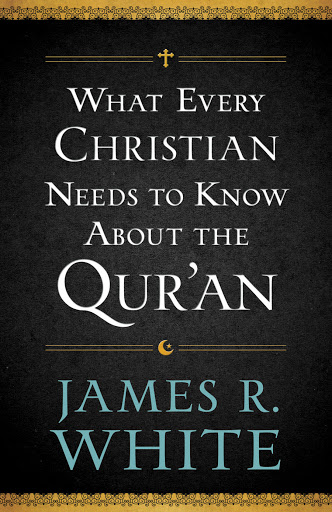 What Every
Christian
Needs to Know
About the
Qur'an
James R.
White